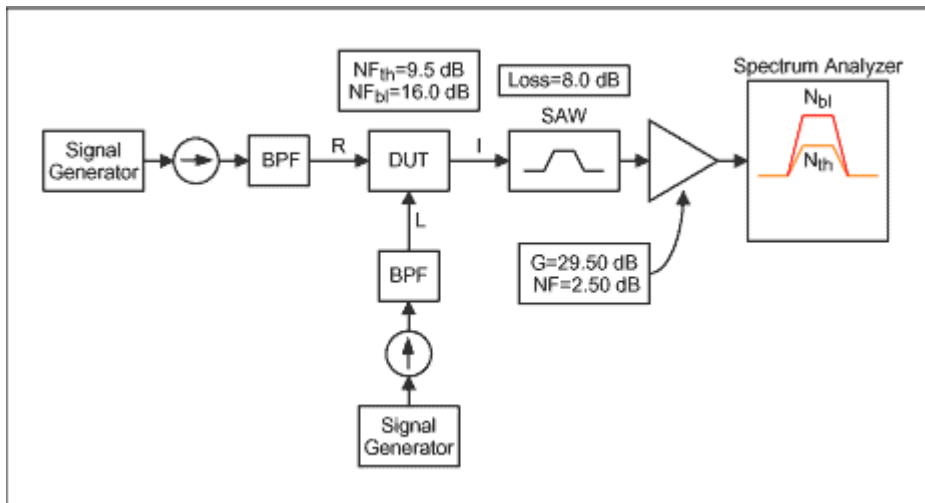 NFth=9.5 dB
NFbl=16.0 dB
Loss=8.0 dB
Spectrum Analyzer
Nbl
Nth
SAW
Signal
Generator
BPF
R
DUT
I
L
BPF
G=29.50 dB
NF=2.50 dB
Signal
Generator